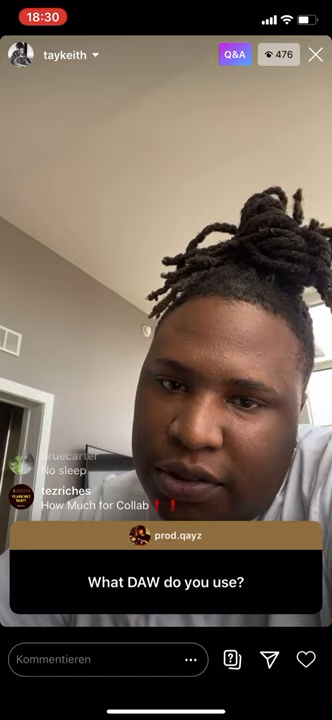 18:30
taykeith
Q&A
476
druecarter
No sleep
tezriches
How Much for Collab❗❗
prod.qayz
What DAW do you use?
Kommentieren